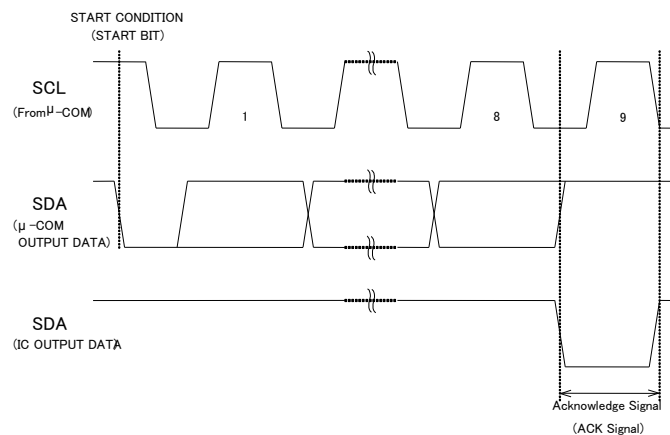 START CONDITION
(START BIT)
SCL
(From μ-COM)
1
8
9
SDA
(μ-COM
OUTPUT DATA)
SDA
(IC OUTPUT DATA)
Acknowledge Signal
(ACK Signal)